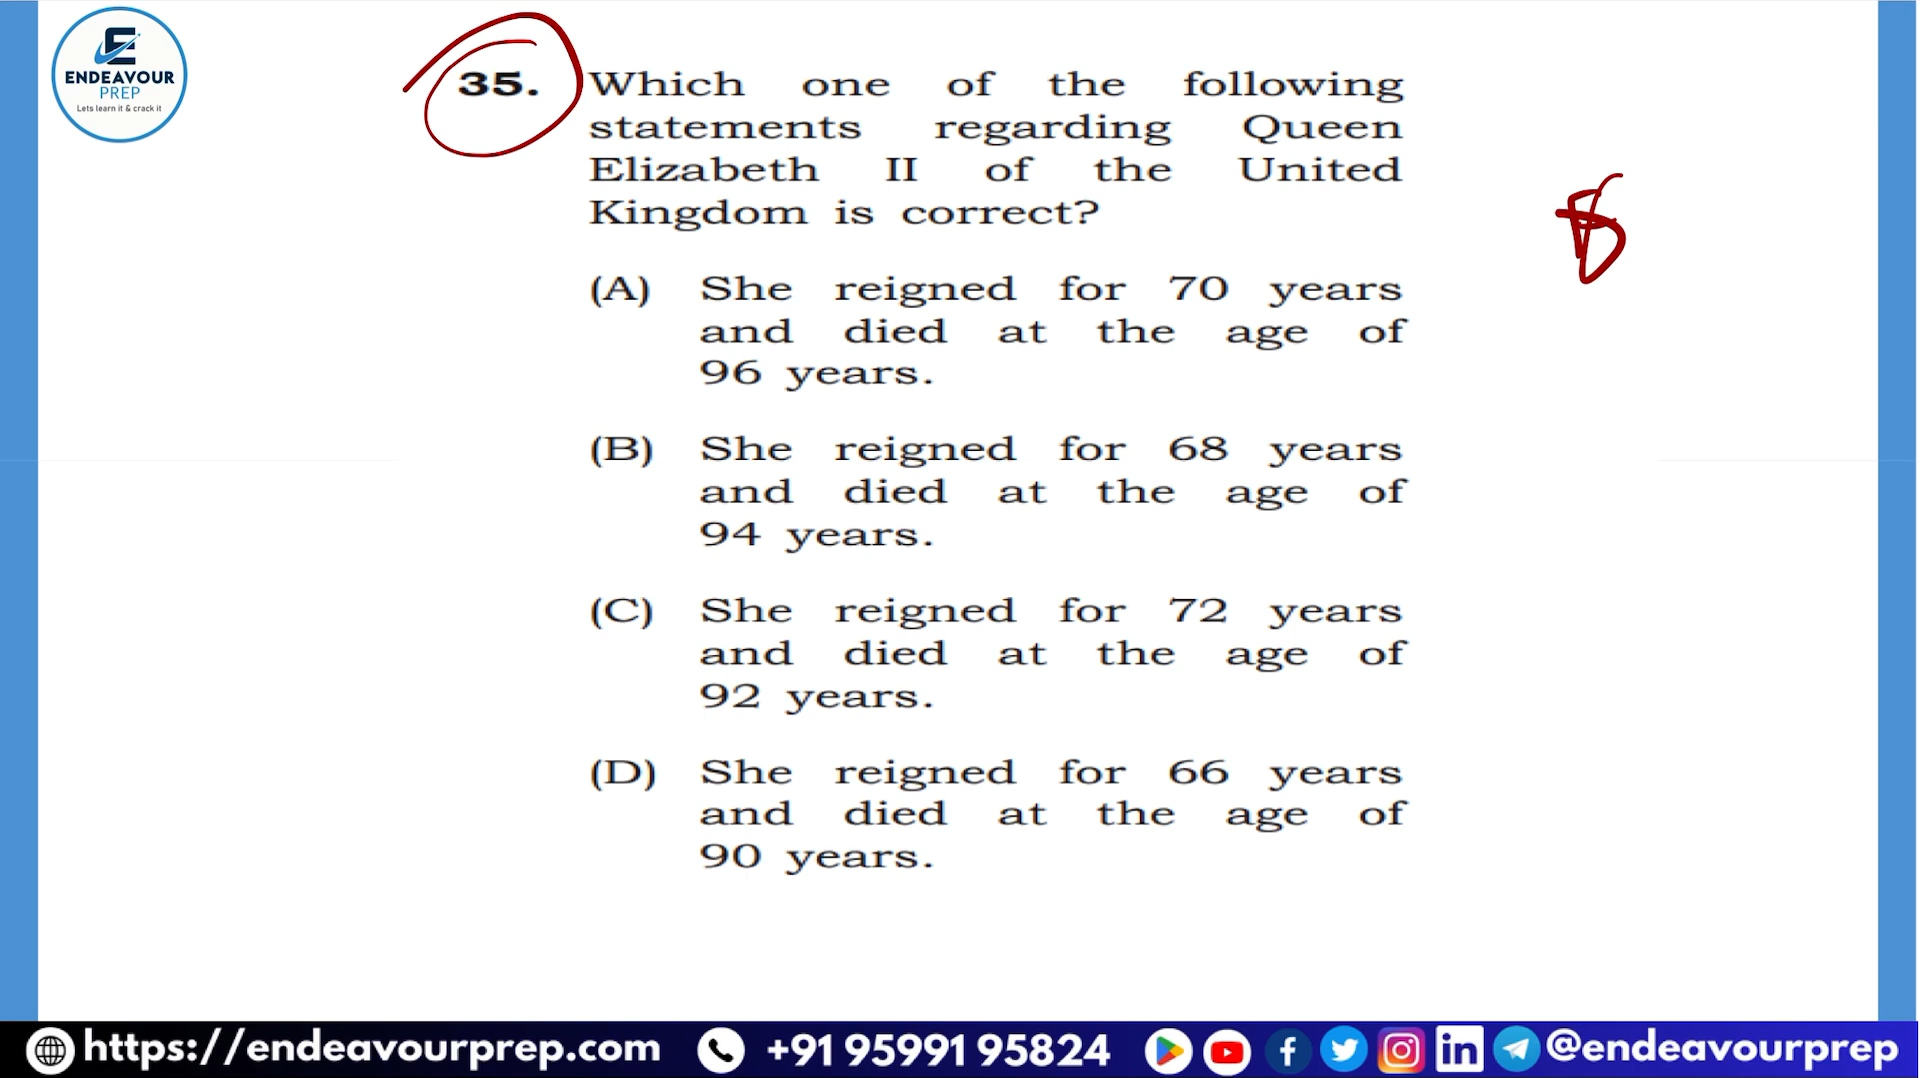 ENDEAVOUR
PREP
Lets learn it & crack it
35. Which one of the following
statements regarding Queen
Elizabeth II of the United
Kingdom is correct?
(A) She reigned for 70 years
and died at the age of
96 years.
(B) She reigned for 68 years
and died at the age of
94 years.
(C) She reigned for 72 years
and died at the age of
92 years.
(D) She reigned for 66 years
and died at the age of
90 years.
https://endeavourprep.com +91 95991 95824 @endeavourprep